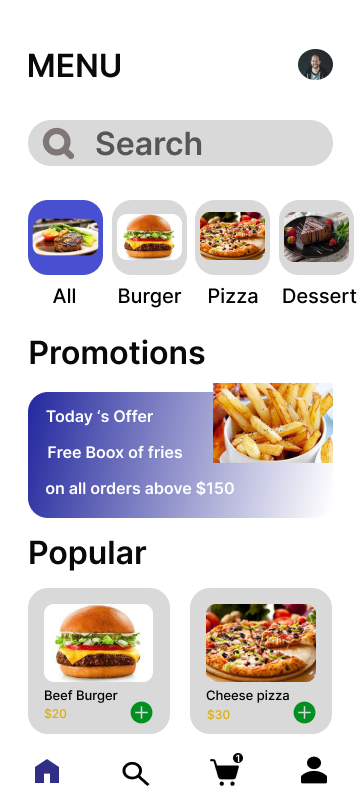 MENU
Search
All
Burger
Pizza
Dessert
Promotions
Today ‘s Offer
Free Boox of fries
on all orders above $150
Popular
Beef Burger
$20
Cheese pizza
$30
1